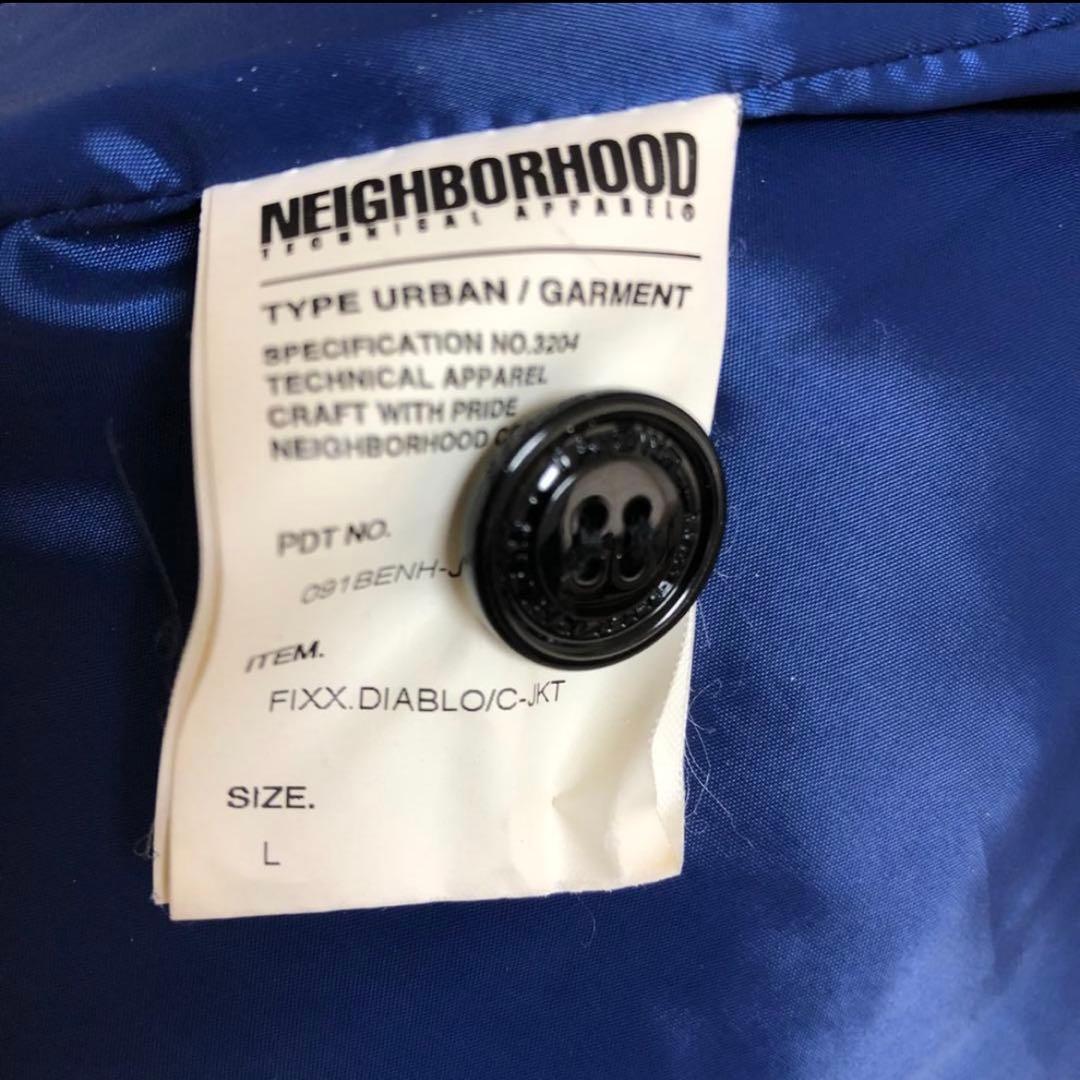 NEIGHBORHOOD
TECHNICAL APPAREL®
TYPE URBAN / GARMENT
SPECIFICATION NO.3204
TECHNICAL APPAREL
CRAFT WITH PRIDE
NEIGHBORHOOD
PDT NO.
091BENH-J
ITEM.
FIXX.DIABLO/C-JKT
SIZE.
L